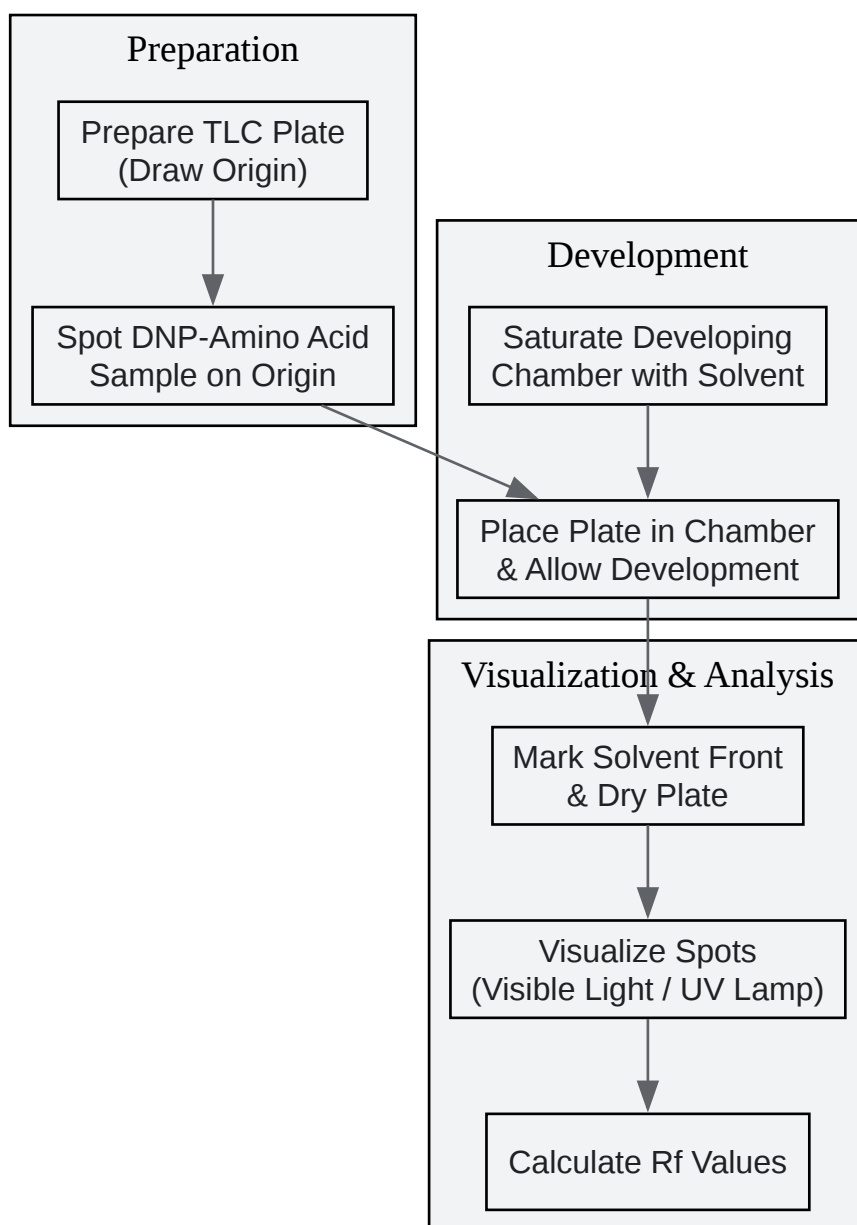 Preparation
Prepare TLC Plate
(Draw Origin)
Spot DNP-Amino Acid
Sample on Origin
Development
Saturate Developing
Chamber with Solvent
Place Plate in Chamber
& Allow Development
Visualization & Analysis
Mark Solvent Front
& Dry Plate
Visualize Spots
(Visible Light / UV Lamp)
Calculate Rf Values